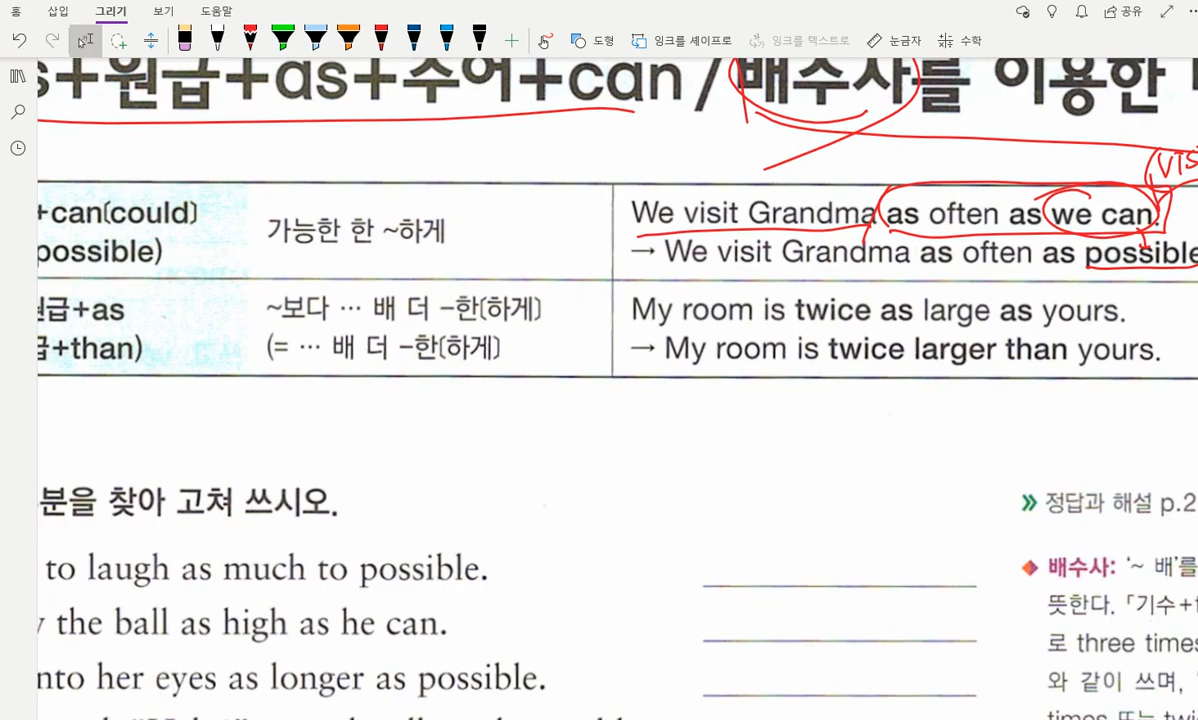 홈 삽입 그리기 보기 도움말 공유
도형 잉크를 셰이프로 잉크를 텍스트로 눈금자 수학
+원급+as+주어+can / 배수사를 이용한
VIS
+can(could)
possible)
가능한 한 ~하게
We visit Grandma as often as we can.
→ We visit Grandma as often as possible
급+as
급+than)
~보다 … 배 더 –한(하게)
(= … 배 더 –한(하게)
My room is twice as large as yours.
→ My room is twice larger than yours.
분을 찾아 고쳐 쓰시오.
» 정답과 해설 p.2
to laugh as much to possible.
the ball as high as he can.
into her eyes as longer as possible.
배수사: '~ 배'를
뜻한다. 「기수+
로 three times
와 같이 쓰며,